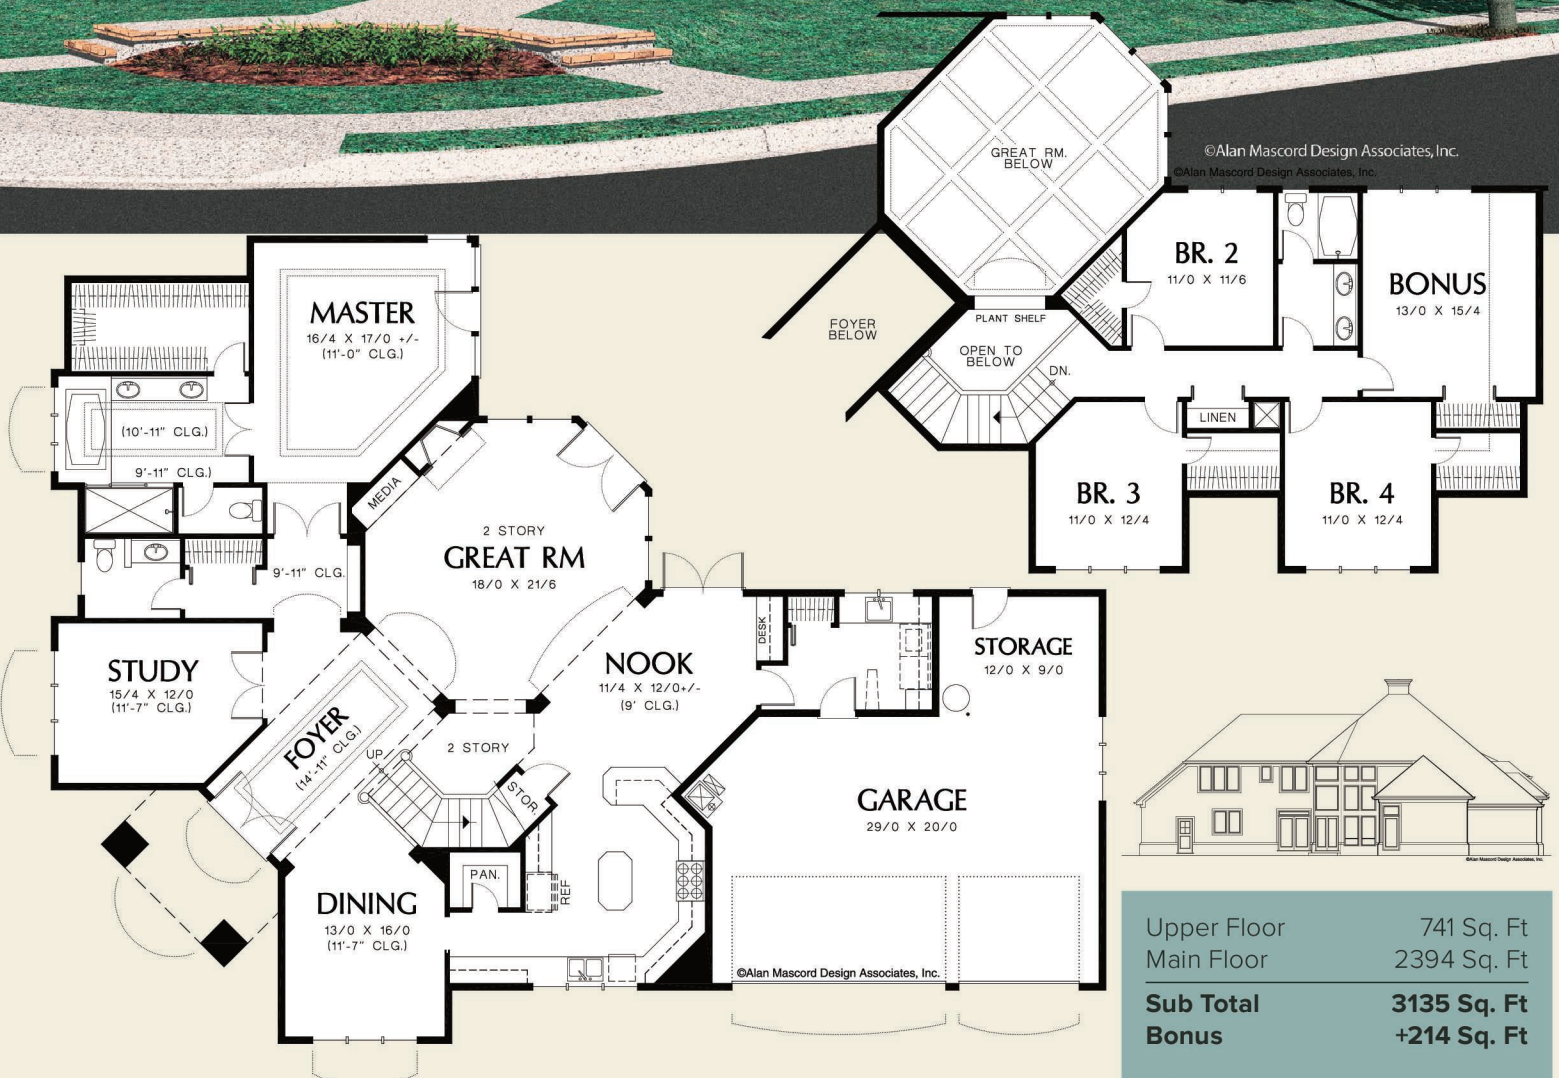 ©Alan Mascord Design Associates, Inc.
©Alan Mascord Design Associates, Inc.
GREAT RM.
BELOW
FOYER
BELOW
PLANT SHELF
OPEN TO
BELOW
DN.
BR. 2
11/0 X 11/6
BONUS
13/0 X 15/4
LINEN
BR. 3
11/0 X 12/4
BR. 4
11/0 X 12/4
MASTER
16/4 X 17/0 +/-
(11'-0" CLG.)
(10'-11" CLG.)
9'-11" CLG.)
MEDIA
2 STORY
GREAT RM
18/0 X 21/6
9'-11" CLG.
STUDY
15/4 X 12/0
(11'-7" CLG.)
FOYER
(14'-11" CLG.)
UP
2 STORY
STOR.
NOOK
11/4 X 12/0+/-
(9' CLG.)
DESK
STORAGE
12/0 X 9/0
GARAGE
29/0 X 20/0
DINING
13/0 X 16/0
(11'-7" CLG.)
PAN.
REF
©Alan Mascord Design Associates, Inc.
©Alan Mascord Design Associates, Inc.
Upper Floor 741 Sq. Ft
Main Floor 2394 Sq. Ft
Sub Total 3135 Sq. Ft
Bonus +214 Sq. Ft